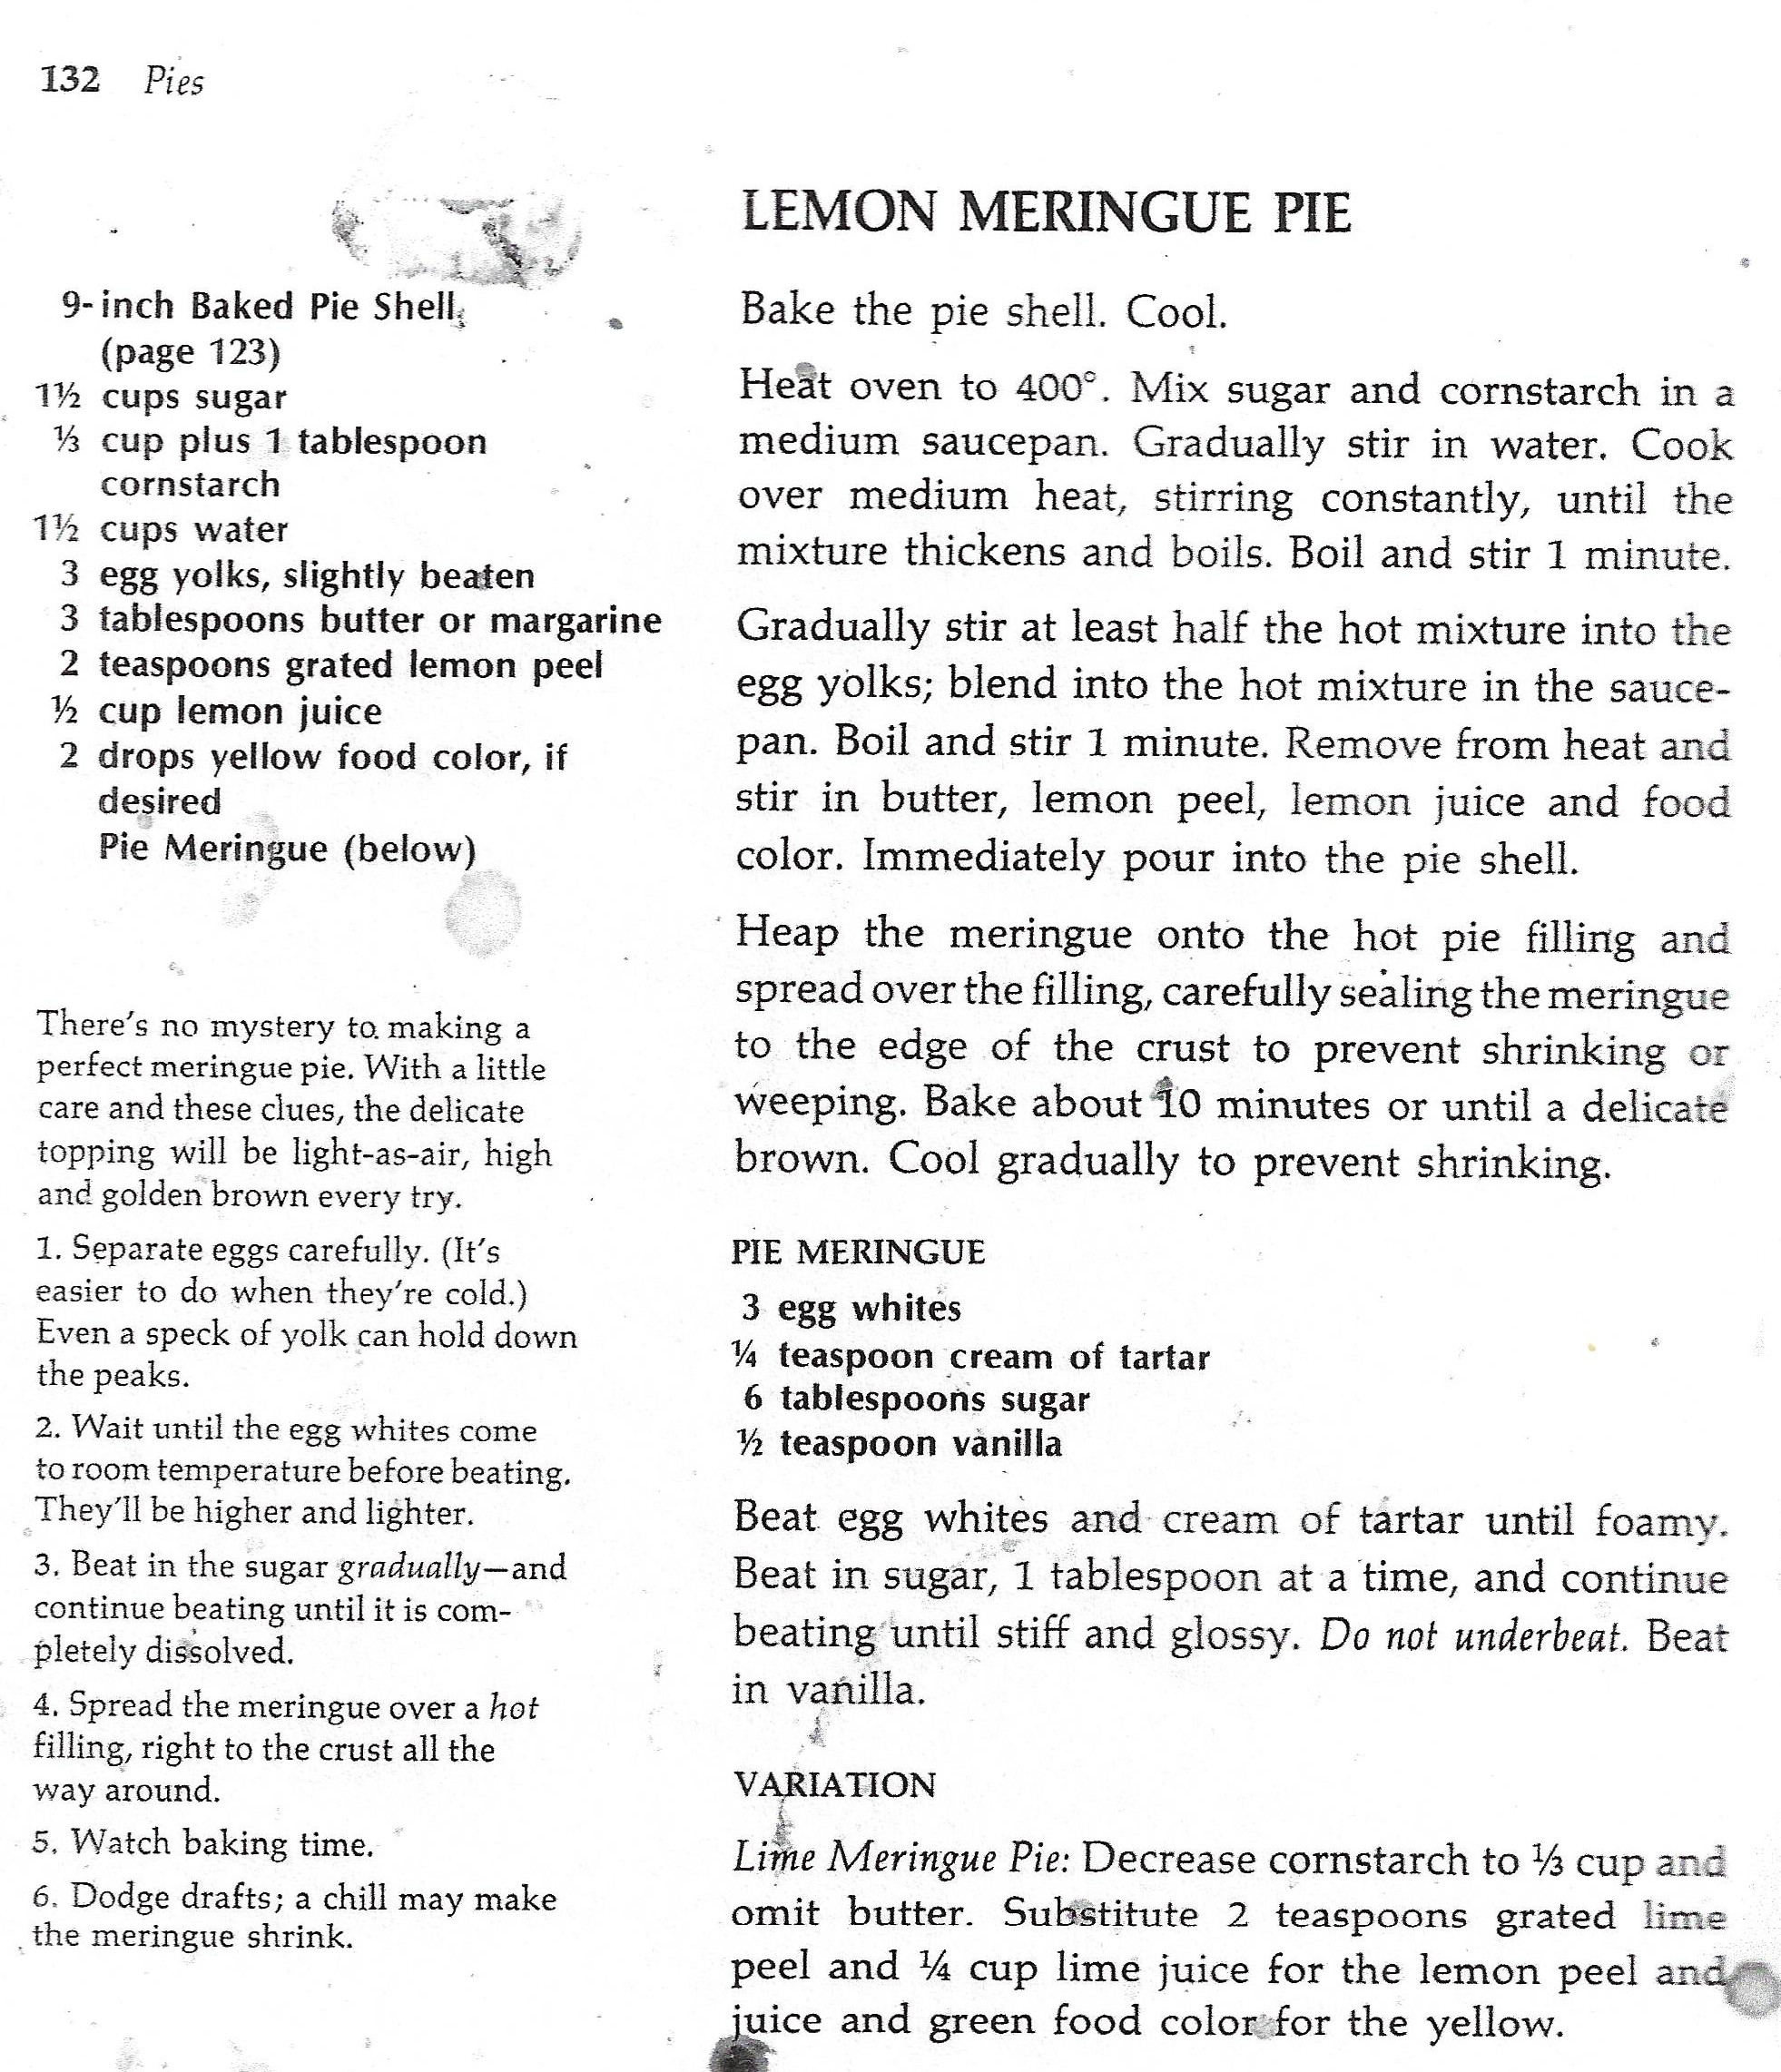 132 Pies
9-inch Baked Pie Shell
(page 123)
1½ cups sugar
⅓ cup plus 1 tablespoon
cornstarch
1½ cups water
3 egg yolks, slightly beaten
3 tablespoons butter or margarine
2 teaspoons grated lemon peel
½ cup lemon juice
2 drops yellow food color, if
desired
Pie Meringue (below)
There's no mystery to making a
perfect meringue pie. With a little
care and these clues, the delicate
topping will be light-as-air, high
and golden brown every try.
1. Separate eggs carefully. (It's
easier to do when they're cold.)
Even a speck of yolk can hold down
the peaks.
2. Wait until the egg whites come
to room temperature before beating.
They'll be higher and lighter.
3. Beat in the sugar gradually—and
continue beating until it is com-
pletely dissolved.
4. Spread the meringue over a hot
filling, right to the crust all the
way around.
5. Watch baking time.
6. Dodge drafts; a chill may make
the meringue shrink.
LEMON MERINGUE PIE
Bake the pie shell. Cool.
Heat oven to 400°. Mix sugar and cornstarch in a
medium saucepan. Gradually stir in water. Cook
over medium heat, stirring constantly, until the
mixture thickens and boils. Boil and stir 1 minute.
Gradually stir at least half the hot mixture into the
egg yolks; blend into the hot mixture in the sauce-
pan. Boil and stir 1 minute. Remove from heat and
stir in butter, lemon peel, lemon juice and food
color. Immediately pour into the pie shell.
Heap the meringue onto the hot pie filling and
spread over the filling, carefully sealing the meringue
to the edge of the crust to prevent shrinking or
weeping. Bake about 10 minutes or until a delicate
brown. Cool gradually to prevent shrinking.
PIE MERINGUE
3 egg whites
¼ teaspoon cream of tartar
6 tablespoons sugar
½ teaspoon vanilla
Beat egg whites and cream of tartar until foamy.
Beat in sugar, 1 tablespoon at a time, and continue
beating until stiff and glossy. Do not underbeat. Beat
in vanilla.
VARIATION
Lime Meringue Pie: Decrease cornstarch to ⅓ cup and
omit butter. Substitute 2 teaspoons grated lime
peel and ¼ cup lime juice for the lemon peel and
juice and green food color for the yellow.